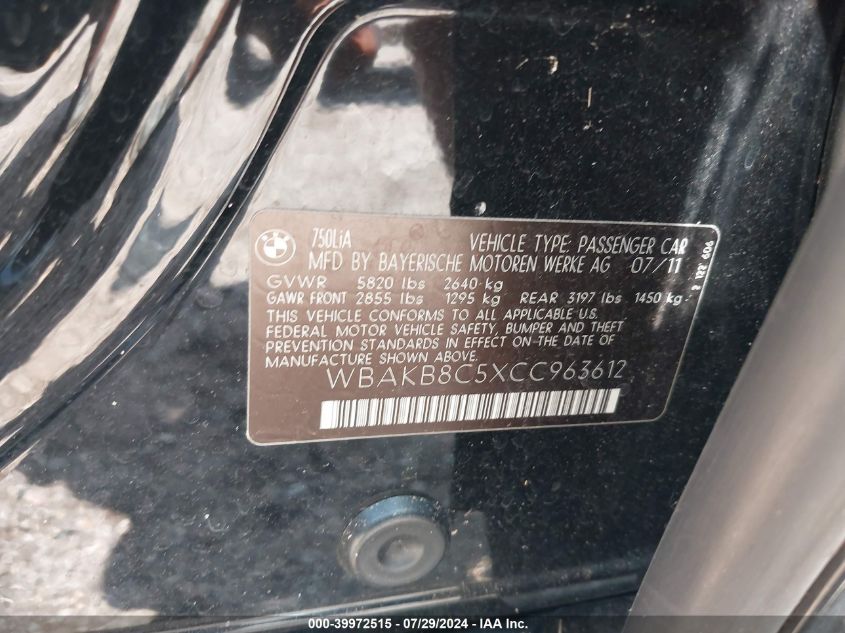 BMW
750LiA VEHICLE TYPE: PASSENGER CAR
MFD BY BAYERISCHE MOTOREN WERKE AG 07/11
GVWR 5820 lbs 2640 kg
GAWR FRONT 2855 lbs 1295 kg REAR 3197 lbs 1450 kg
THIS VEHICLE CONFORMS TO ALL APPLICABLE U.S.
FEDERAL MOTOR VEHICLE SAFETY, BUMPER AND THEFT
PREVENTION STANDARDS IN EFFECT ON THE DATE OF
MANUFACTURE SHOWN ABOVE.
WBAKB8C5XCC963612
000-39972515 - 07/29/2024 - IAA Inc.